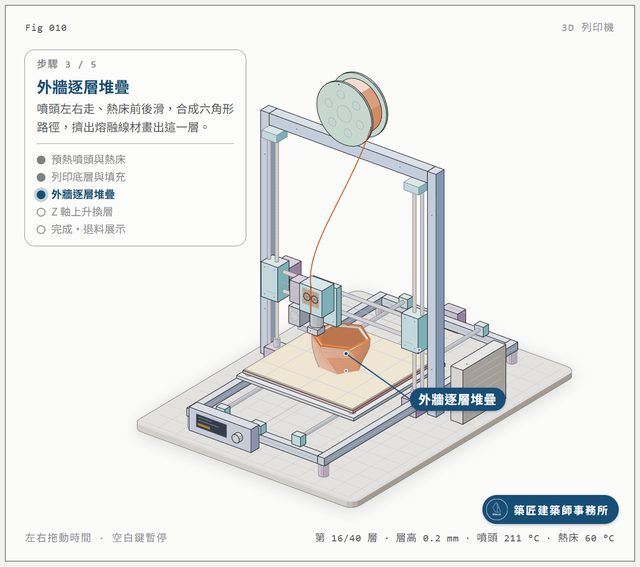 Fig 010
3D 列印機
步驟 3 / 5
外牆逐層堆疊
噴頭左右走、熱床前後滑，合成六角形
路徑，擠出熔融線材畫出這一層。
預熱噴頭與熱床
列印底層與填充
外牆逐層堆疊
Z 軸上升換層
完成・退料展示
外牆逐層堆疊
築匠建築師事務所
左右拖動時間 · 空白鍵暫停
第 16/40 層 · 層高 0.2 mm · 噴頭 211 °C · 熱床 60 °C